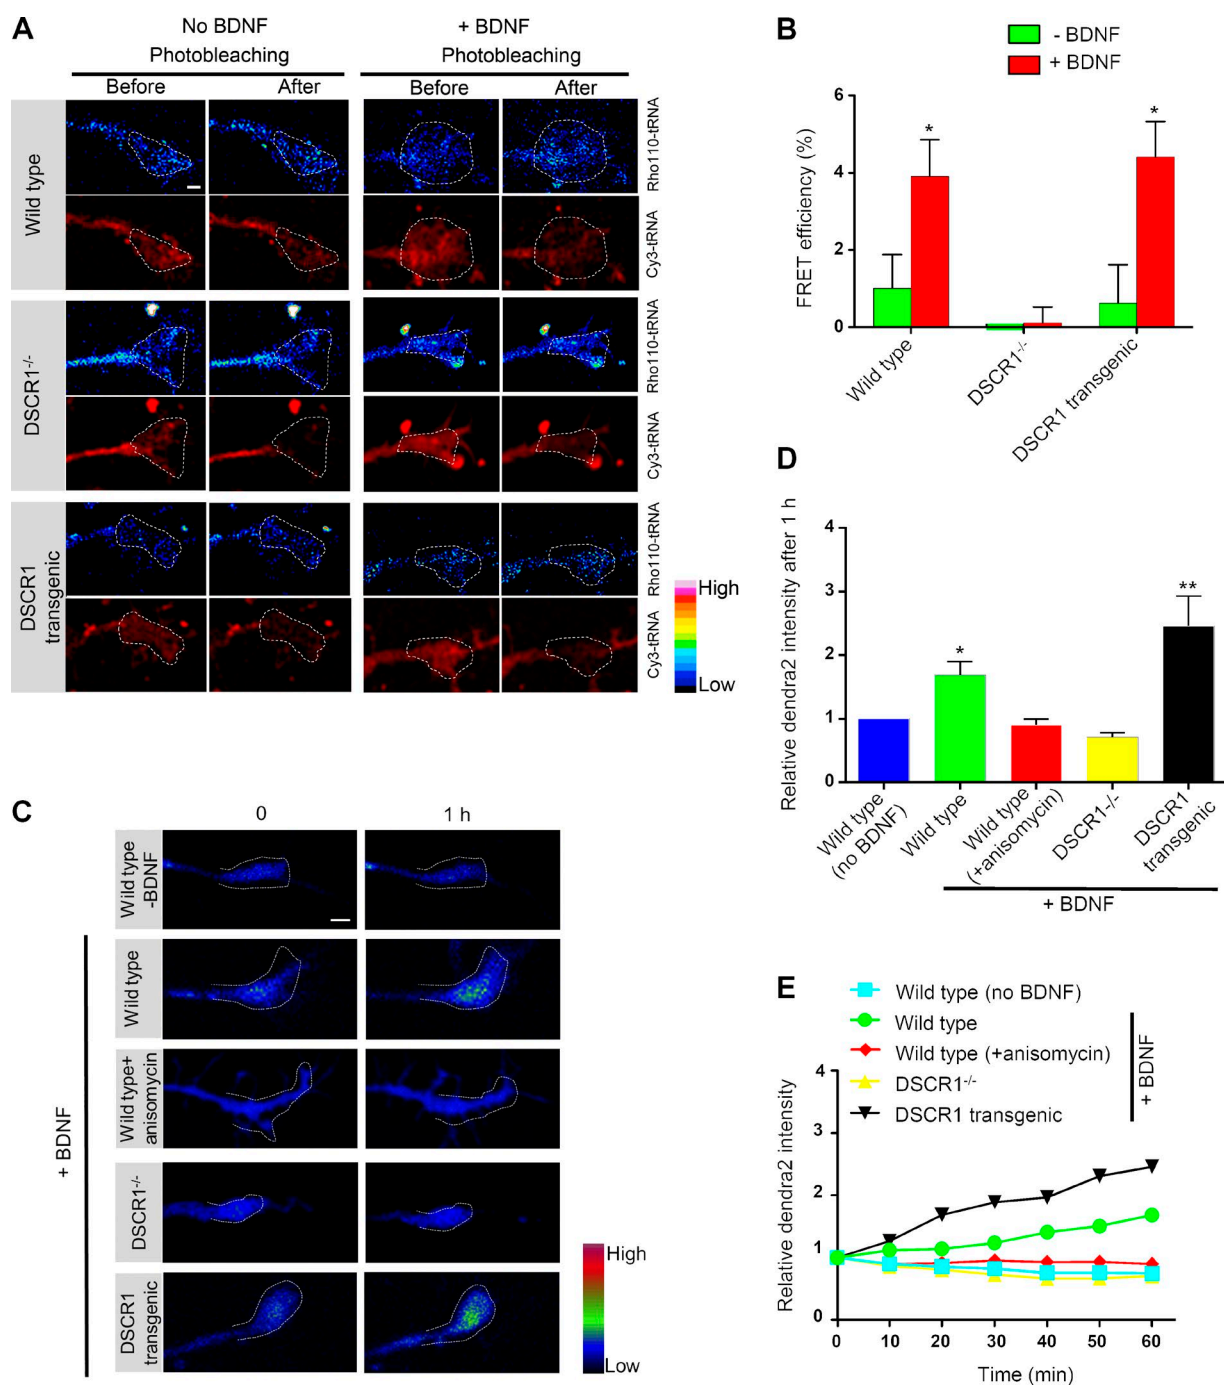 A
No BDNF
+ BDNF
Photobleaching
Photobleaching
Before
After
Before
After
Wild type
Rho110-tRNA
Cy3-tRNA
DSCR1-/-
Rho110-tRNA
Cy3-tRNA
DSCR1
transgenic
Rho110-tRNA
Cy3-tRNA
High
Low
B
- BDNF
+ BDNF
FRET efficiency (%)
6
4
2
0
*
*
Wild type
DSCR1-/-
DSCR1 transgenic
C
0
1 h
Wild type
-BDNF
+ BDNF
Wild type
Wild type+
anisomycin
DSCR1-/-
DSCR1
transgenic
High
Low
D
Relative dendra2 intensity after 1 h
4
3
2
1
0
*
**
Wild type
(no BDNF)
Wild type
Wild type
(+anisomycin)
DSCR1-/-
DSCR1
transgenic
+ BDNF
E
Wild type (no BDNF)
Wild type
Wild type (+anisomycin)
DSCR1-/-
DSCR1 transgenic
+ BDNF
Relative dendra2 intensity
4
3
2
1
0
0 10 20 30 40 50 60
Time (min)